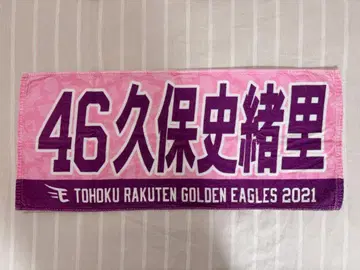 46久保史緒里
TOHOKU RAKUTEN GOLDEN EAGLES 2021